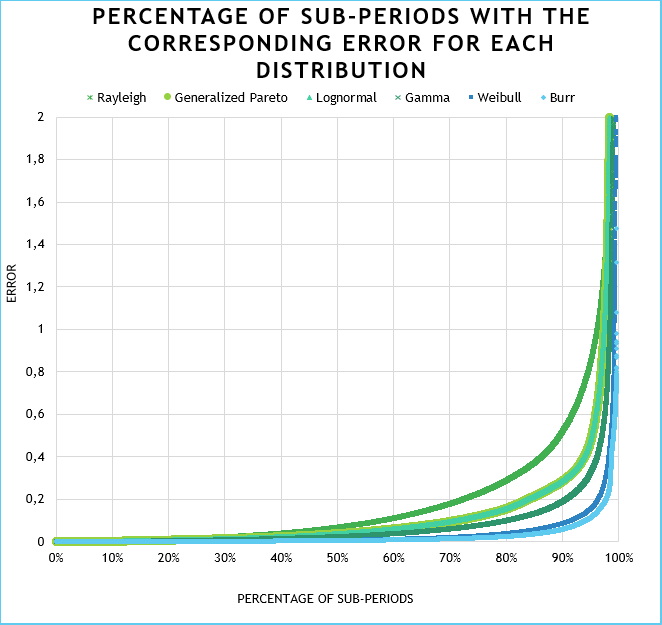 PERCENTAGE OF SUB-PERIODS WITH THE
CORRESPONDING ERROR FOR EACH
DISTRIBUTION
Rayleigh Generalized Pareto Lognormal Gamma Weibull Burr
2
1,8
1,6
1,4
1,2
1
0,8
0,6
0,4
0,2
0
ERROR
0% 10% 20% 30% 40% 50% 60% 70% 80% 90% 100%
PERCENTAGE OF SUB-PERIODS